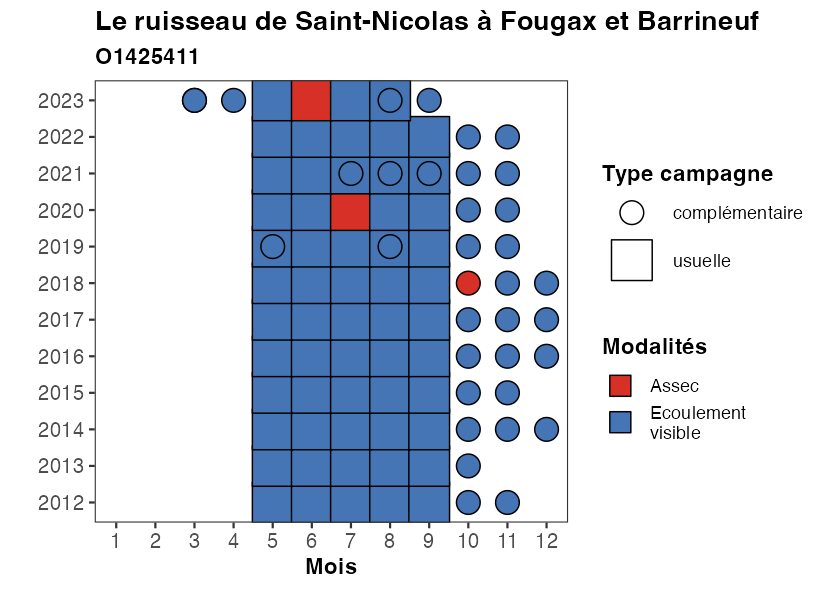 Le ruisseau de Saint-Nicolas à Fougax et Barrineuf
O1425411
2023
2022
2021
2020
2019
2018
2017
2016
2015
2014
2013
2012
1 2 3 4 5 6 7 8 9 10 11 12
Mois
Type campagne
complémentaire
usuelle
Modalités
Assec
Ecoulement
visible